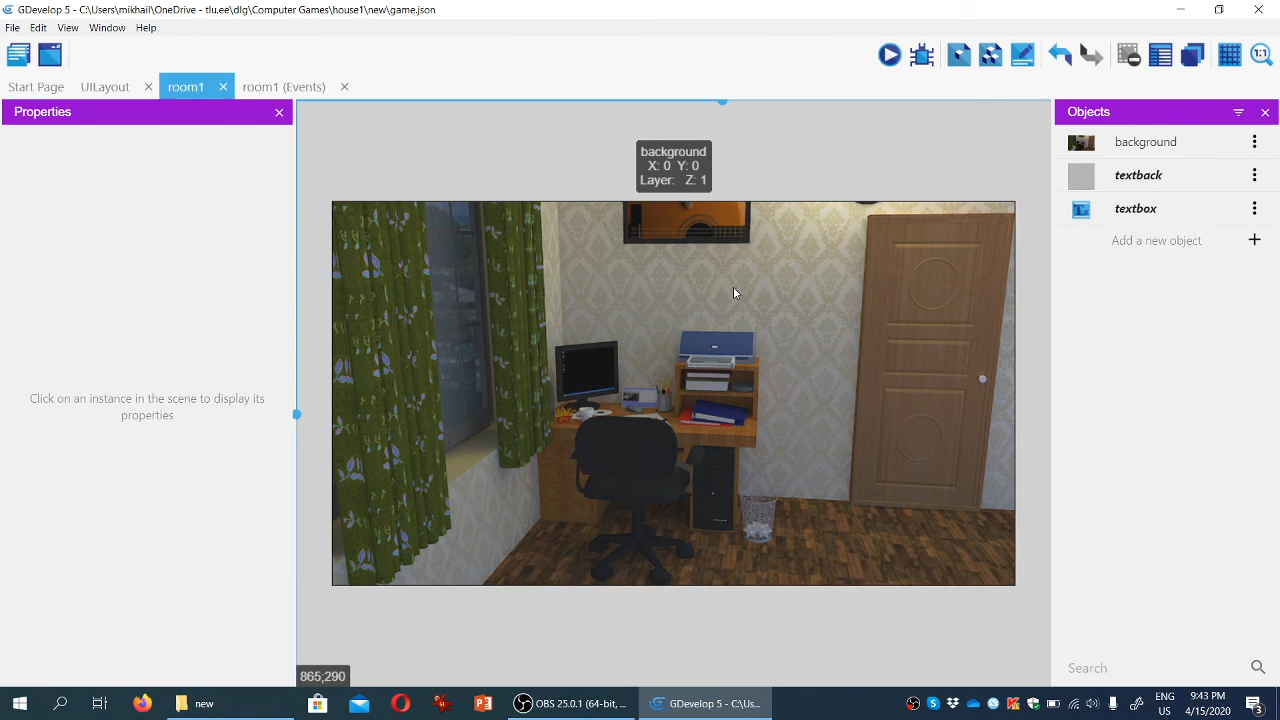 GDevelop 5 - C:\Users\mikhail\OneDrive - tlu.ee\dlg\Computer Games\house1\new\game.json
File Edit View Window Help
Start Page UILayout room1 room1 (Events)
Properties
Objects
background
X: 0 Y: 0
Layer: Z: 1
background
textback
textbox
Add a new object
Click on an instance in the scene to display its
properties
865;290
Search
new
OBS 25.0.1 (64-bit, ...
GDevelop 5 - C:\Us...
ENG
US
9:43 PM
4/15/2020
3